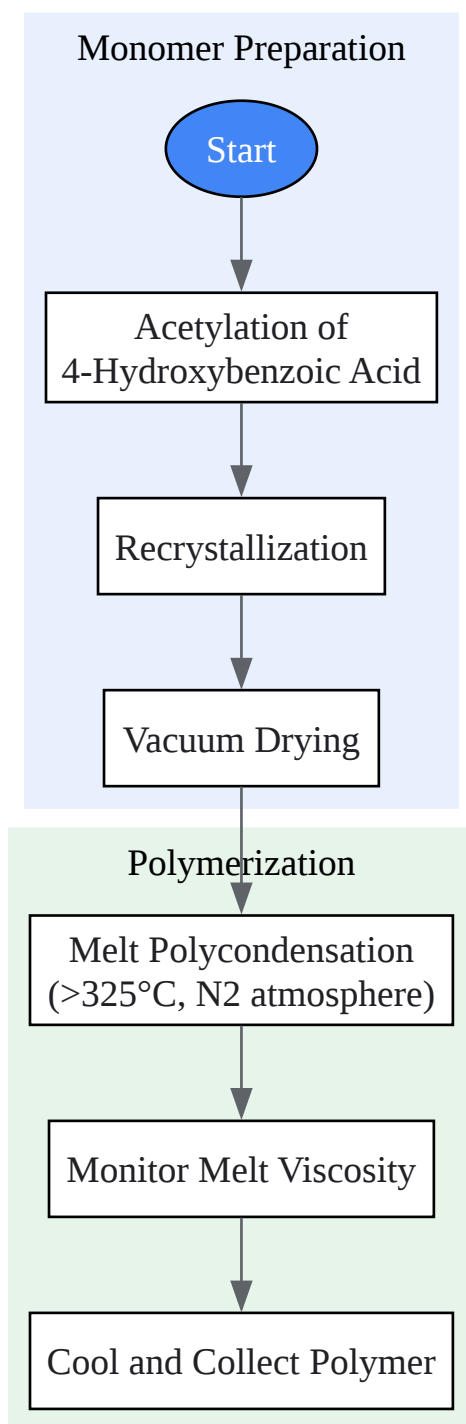 Monomer Preparation
Start
Acetylation of
4-Hydroxybenzoic Acid
Recrystallization
Vacuum Drying
Polymerization
Melt Polycondensation
(>325°C, N2 atmosphere)
Monitor Melt Viscosity
Cool and Collect Polymer